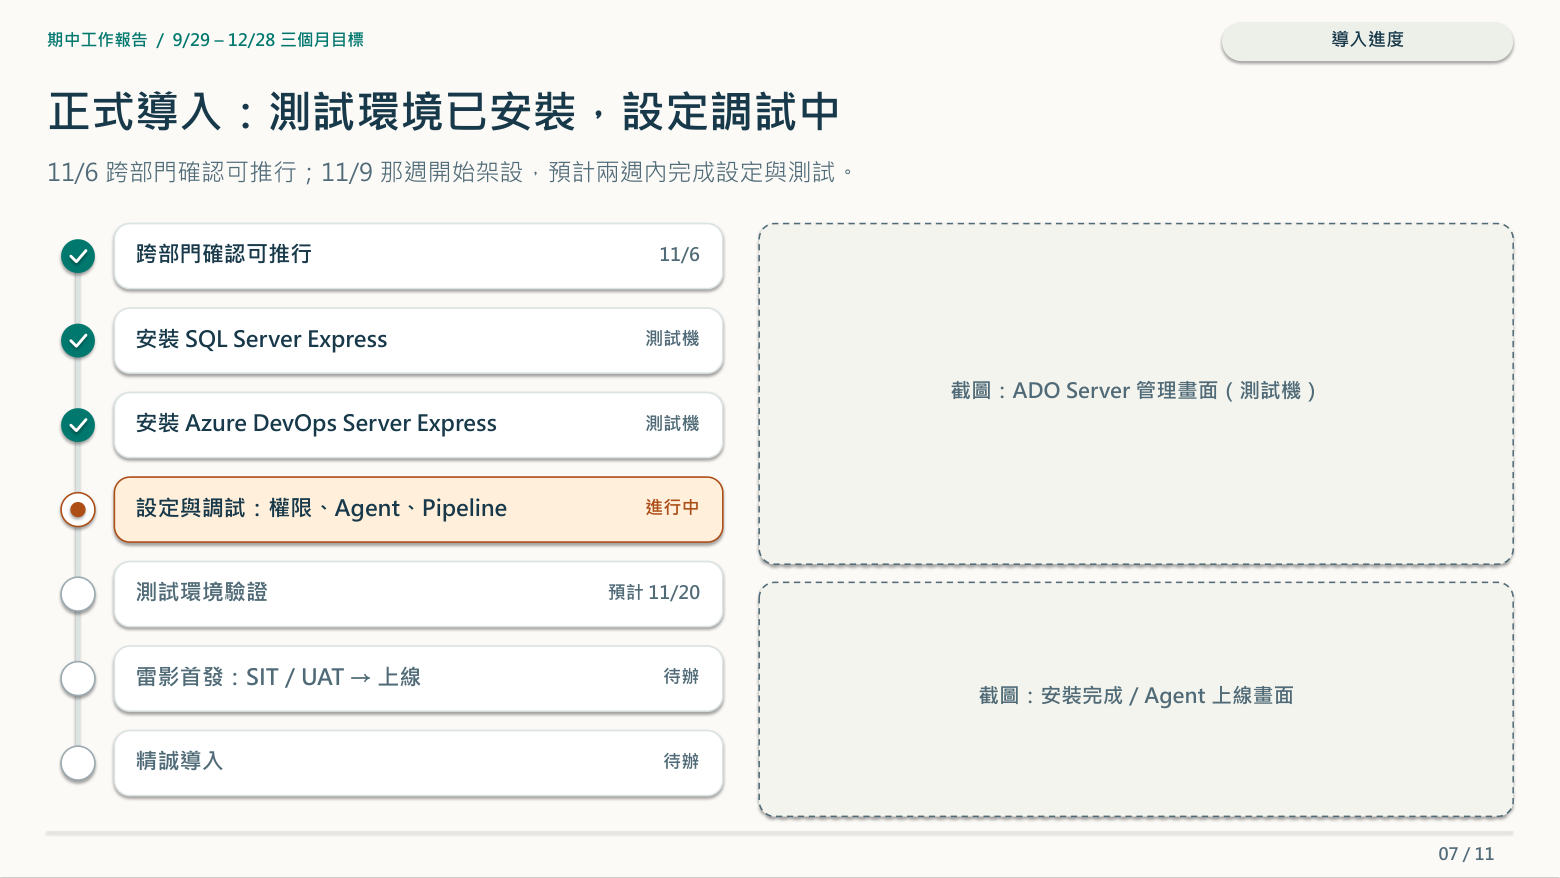 期中工作報告 / 9/29 – 12/28 三個月目標
導入進度
正式導入：測試環境已安裝，設定調試中
11/6 跨部門確認可推行；11/9 那週開始架設，預計兩週內完成設定與測試。
跨部門確認可推行 11/6
安裝 SQL Server Express 測試機
安裝 Azure DevOps Server Express 測試機
設定與調試：權限、Agent、Pipeline 進行中
測試環境驗證 預計 11/20
雷影首發：SIT / UAT → 上線 待辦
精誠導入 待辦
截圖：ADO Server 管理畫面（測試機）
截圖：安裝完成 / Agent 上線畫面
07 / 11